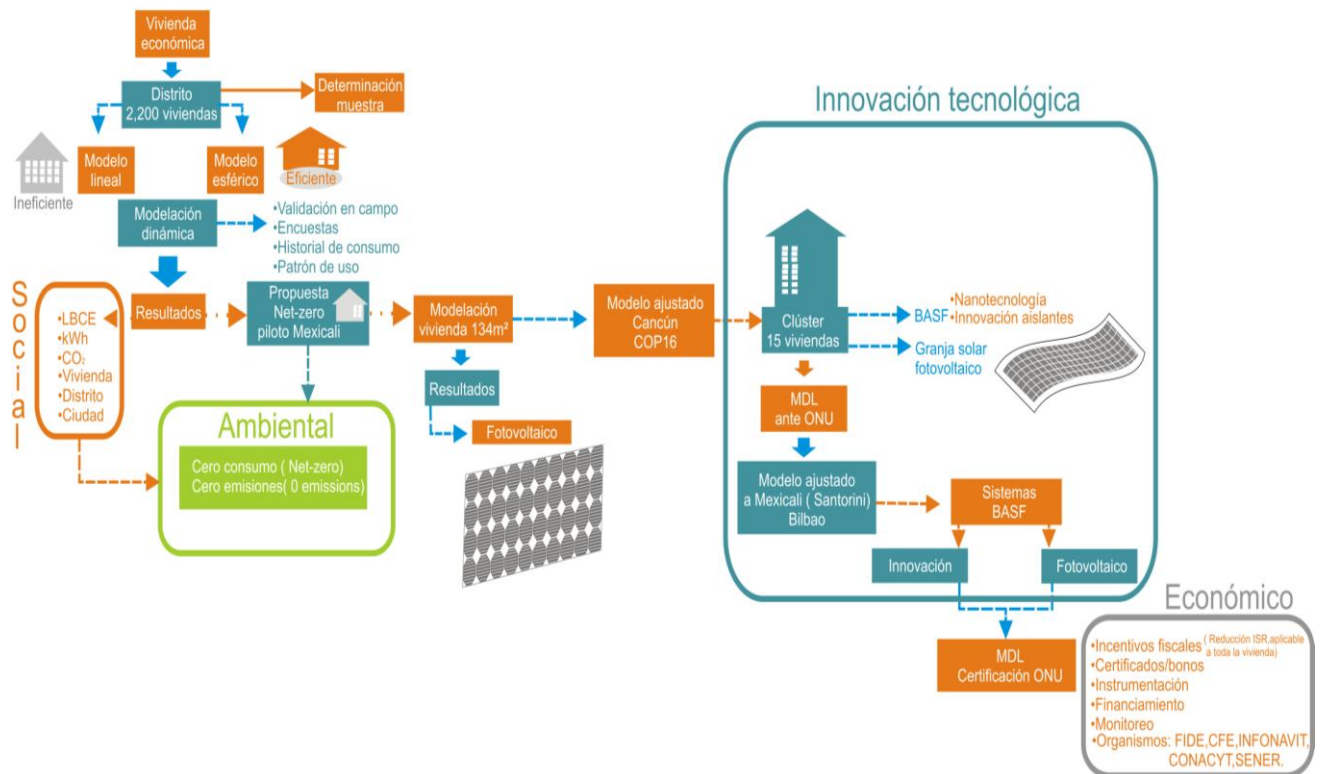 Vivienda
económica
Distrito
2,200 viviendas
Determinación
muestra
Ineficiente
Modelo
lineal
Modelo
esférico
Eficiente
Modelación
dinámica
•Validación en campo
•Encuestas
•Historial de consumo
•Patrón de uso
Social
•LBCE
•kWh
•CO₂
•Vivienda
•Distrito
•Ciudad
Resultados
Propuesta
Net-zero
piloto Mexicali
Modelación
vivienda 134m²
Resultados
Fotovoltaico
Ambiental
Cero consumo ( Net-zero)
Cero emisiones( 0 emissions)
Modelo ajustado
Cancún
COP16
Innovación tecnológica
Clúster
15 viviendas
BASF
•Nanotecnología
•Innovación aislantes
Granja solar
fotovoltaico
MDL
ante ONU
Modelo ajustado
a Mexicali ( Santorini)
Bilbao
Sistemas
BASF
Innovación
Fotovoltaico
MDL
Certificación ONU
Económico
•Incentivos fiscales ( Reducción ISR,aplicable
a toda la vivienda)
•Certificados/bonos
•Instrumentación
•Financiamiento
•Monitoreo
•Organismos: FIDE,CFE,INFONAVIT,
CONACYT,SENER.